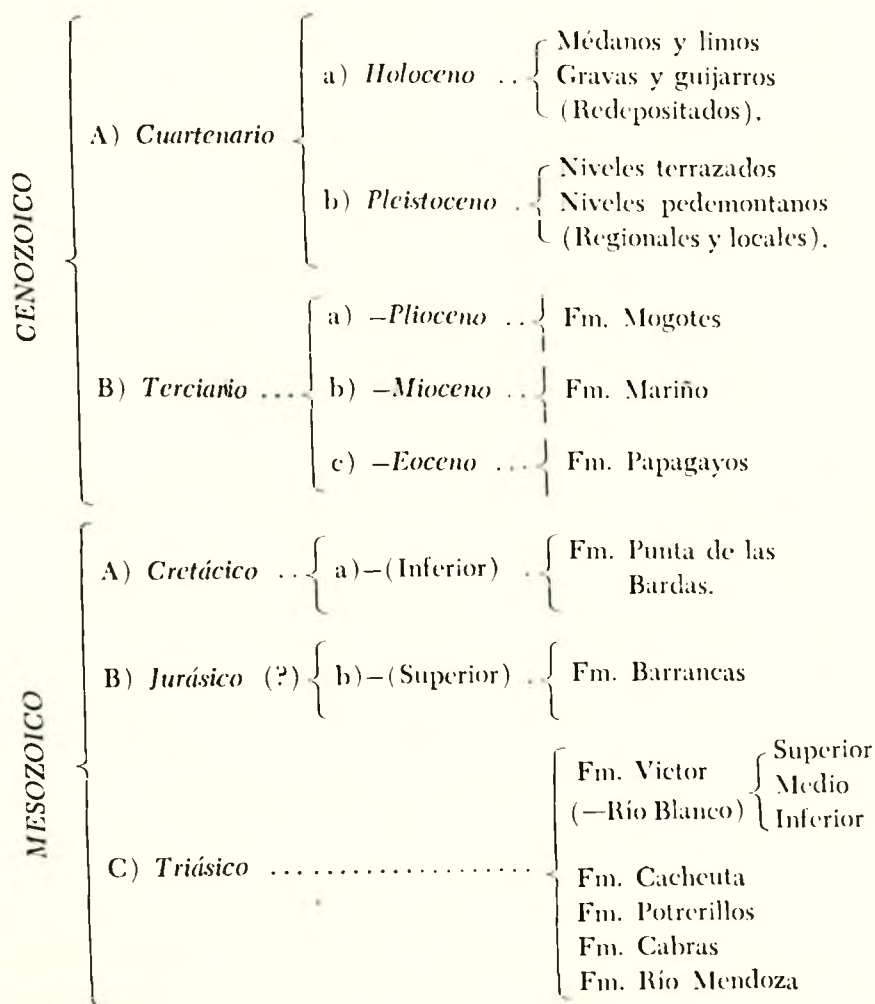 CENOZOICO
A) Cuartenario
a) Holoceno ..
Médanos y limos
Gravas y guijarros
(Redepositados).
b) Pleistoceno .
Niveles terrazados
Niveles pedemontanos
(Regionales y locales).
B) Terciario ....
a) —Plioceno ..
Fm. Mogotes
b) —Mioceno ..
Fm. Mariño
c) —Eoceno ...
Fm. Papagayos
MESOZOICO
A) Cretácico ..
a)—(Inferior) .
Fm. Punta de las
Bardas.
B) Jurásico (?)
b)—(Superior) .
Fm. Barrancas
C) Triásico ......................
Fm. Victor
(—Río Blanco)
Superior
Medio
Inferior
Fm. Cacheuta
Fm. Potrerillos
Fm. Cabras
Fm. Río Mendoza